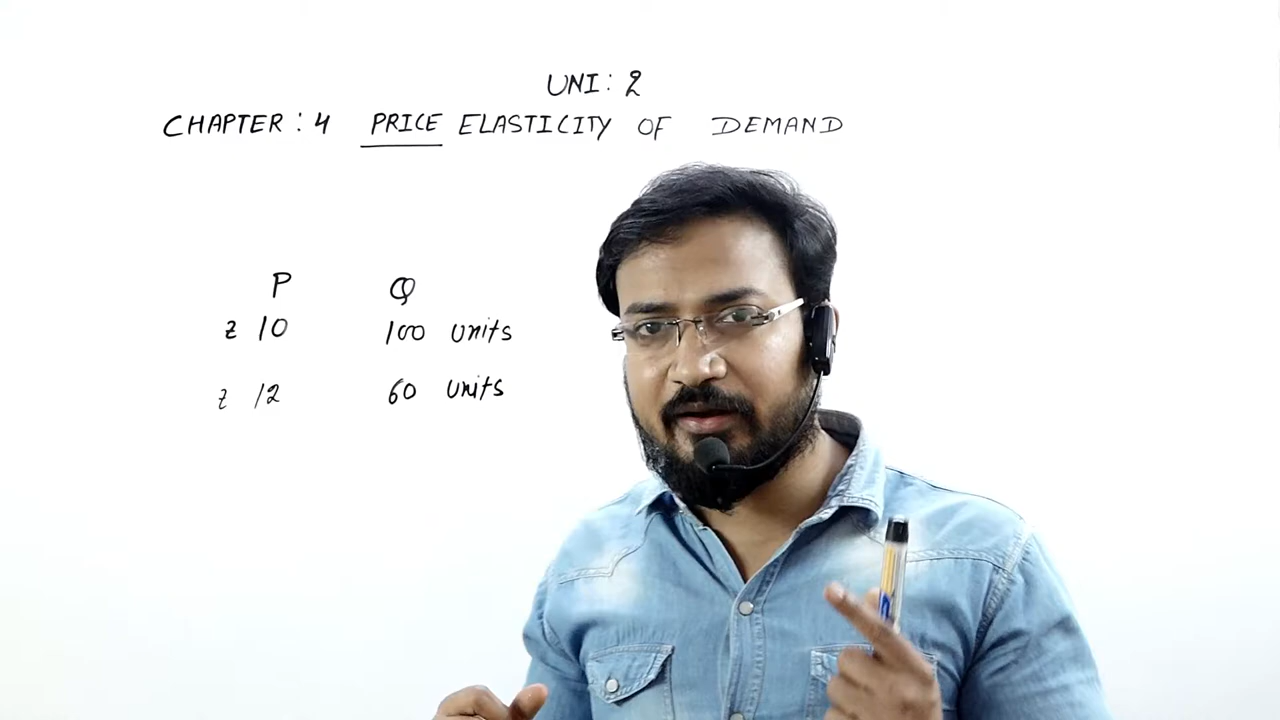 UNI: 2
CHAPTER: 4 PRICE ELASTICITY OF DEMAND
P Q
z 10 100 units
z 12 60 units